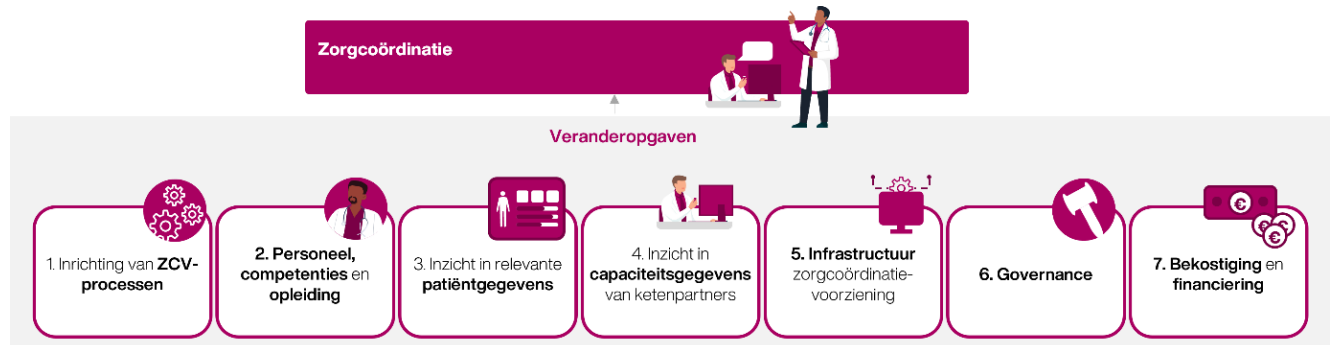 Zorgcoördinatie
Veranderopgaven
1. Inrichting van ZCV-
processen
2. Personeel,
competenties en
opleiding
3. Inzicht in relevante
patiëntgegevens
4. Inzicht in
capaciteitsgegevens
van ketenpartners
5. Infrastructuur
zorgcoördinatie-
voorziening
6. Governance
7. Bekostiging en
financiering